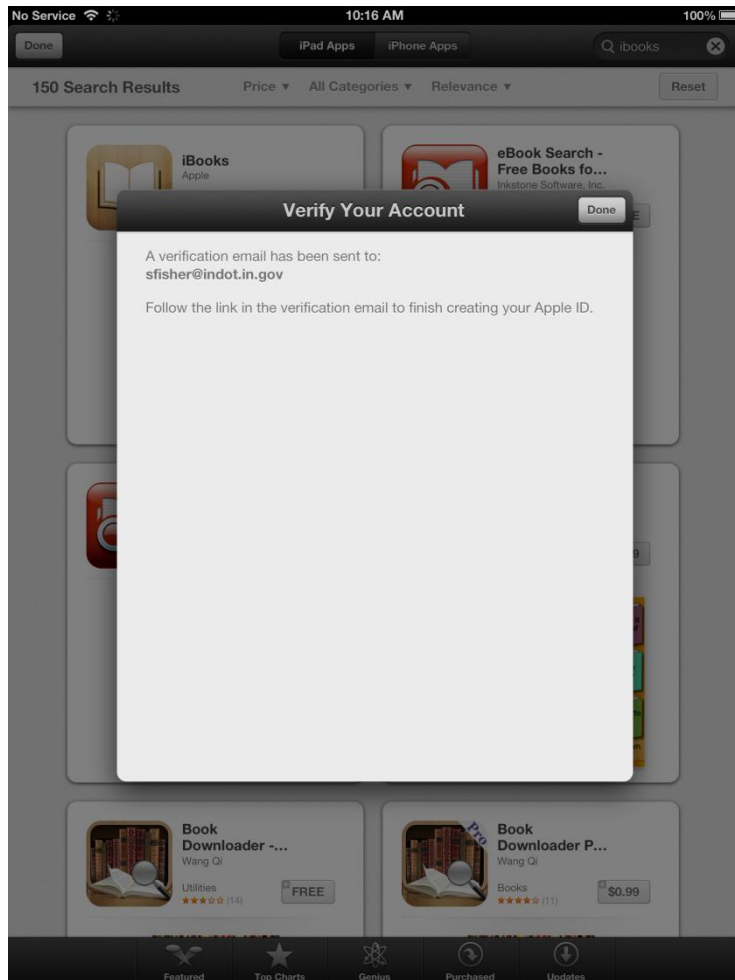 No Service 10:16 AM 100%
Done iPad Apps iPhone Apps ibooks
150 Search Results Price ▼ All Categories ▼ Relevance ▼ Reset
iBooks
Apple
eBook Search -
Free Books fo...
Inkstone Software, Inc.
Verify Your Account Done
A verification email has been sent to:
sfisher@indot.in.gov
Follow the link in the verification email to finish creating your Apple ID.
Book
Downloader -...
Wang Qi
Utilities
(14)
FREE
Book
Downloader P...
Wang Qi
Books
(11)
$0.99
Pro
Featured Top Charts Genius Purchased Updates